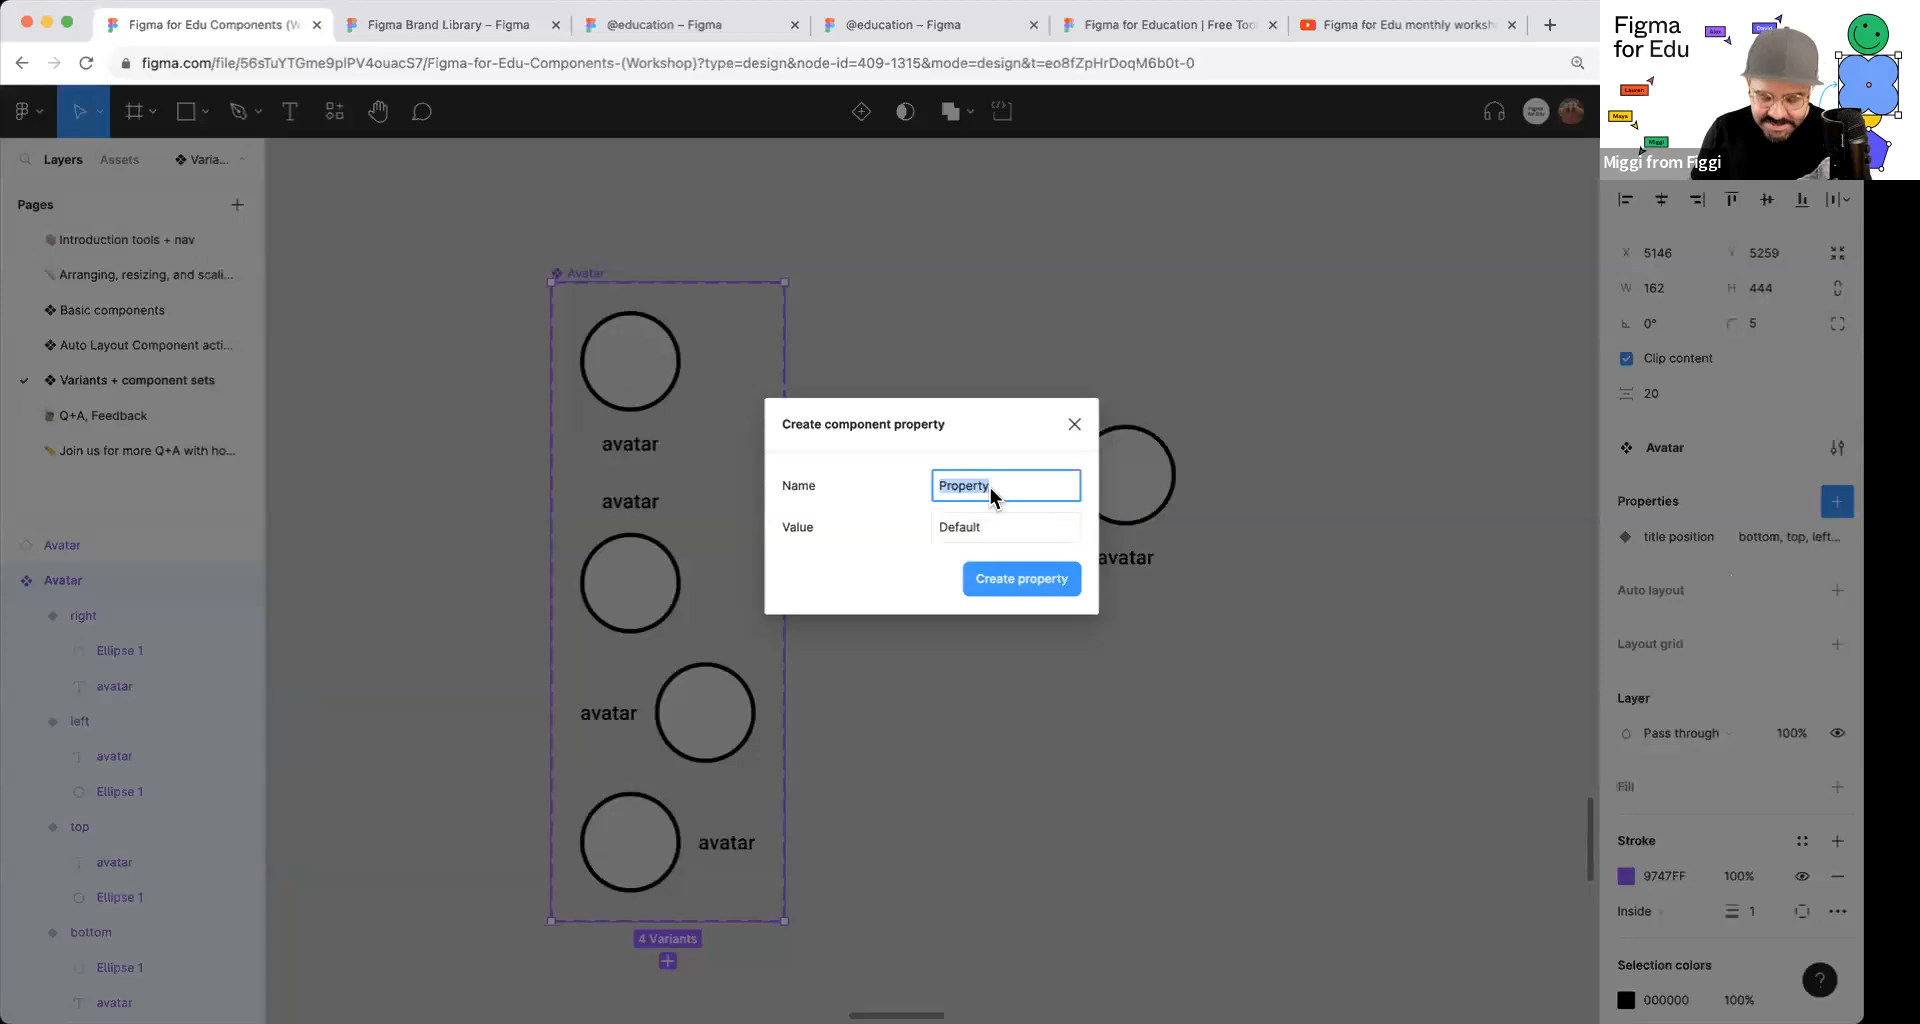 Figma for Edu Components (W
Figma Brand Library – Figma
@education – Figma
@education – Figma
Figma for Education | Free Too
Figma for Edu monthly worksh
figma.com/file/56sTuYTGme9plPV4ouacS7/Figma-for-Edu-Components-(Workshop)?type=design&node-id=409-1315&mode=design&t=eo8fZpHrDoqM6b0t-0
Figma
for Edu
Alex
David
Lauren
Maya
Miggi
Miggi from Figgi
Layers
Assets
Varia...
Pages
Introduction tools + nav
Arranging, resizing, and scali...
Basic components
Auto Layout Component acti...
Variants + component sets
Q+A, Feedback
Join us for more Q+A with ho...
Avatar
Avatar
right
Ellipse 1
avatar
left
avatar
Ellipse 1
top
avatar
Ellipse 1
bottom
Ellipse 1
avatar
Avatar
avatar
avatar
avatar
avatar
4 Variants
avatar
Create component property
Name
Property
Value
Default
Create property
X 5146
Y 5259
W 162
H 444
0°
5
Clip content
20
Avatar
Properties
title position
bottom, top, left...
Auto layout
Layout grid
Layer
Pass through
100%
Fill
Stroke
9747FF
100%
Inside
1
Selection colors
000000
100%
?